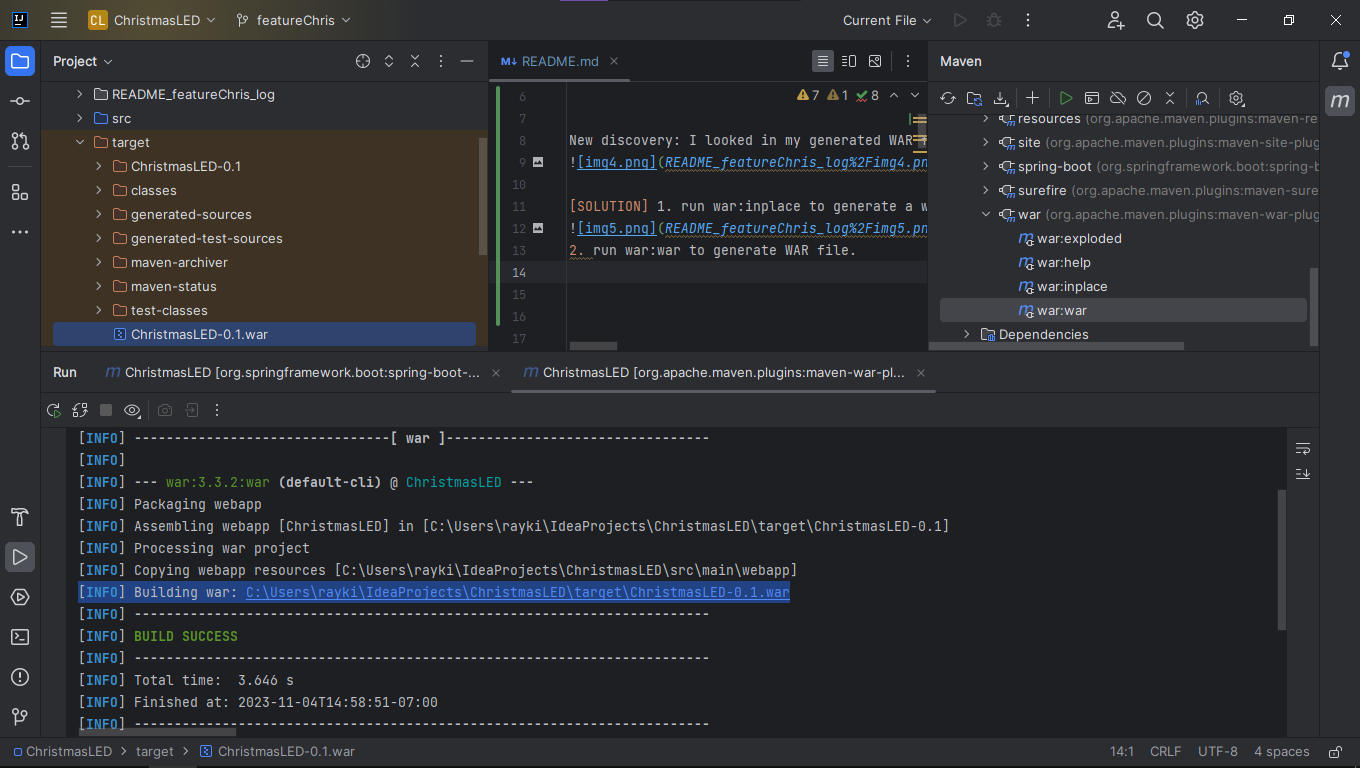 CL ChristmasLED featureChris Current File
Project
README_featureChris_log
src
target
ChristmasLED-0.1
classes
generated-sources
generated-test-sources
maven-archiver
maven-status
test-classes
ChristmasLED-0.1.war
M↓ README.md
7 1 8
6
7
8 New discovery: I looked in my generated WAR
9 ![img4.png](README_featureChris_log%2Fimg4.pn
10
11 [SOLUTION] 1. run war:inplace to generate a w
12 ![img5.png](README_featureChris_log%2Fimg5.pn
13 2. run war:war to generate WAR file.
14
15
16
17
Maven
resources (org.apache.maven.plugins:maven-re
site (org.apache.maven.plugins:maven-site-plug
spring-boot (org.springframework.boot:spring-b
surefire (org.apache.maven.plugins:maven-sure
war (org.apache.maven.plugins:maven-war-plug
war:exploded
war:help
war:inplace
war:war
Dependencies
Run ChristmasLED [org.springframework.boot:spring-boot-... ChristmasLED [org.apache.maven.plugins:maven-war-pl...
[INFO] --------------------------------[ war ]---------------------------------
[INFO]
[INFO] --- war:3.3.2:war (default-cli) @ ChristmasLED ---
[INFO] Packaging webapp
[INFO] Assembling webapp [ChristmasLED] in [C:\Users\rayki\IdeaProjects\ChristmasLED\target\ChristmasLED-0.1]
[INFO] Processing war project
[INFO] Copying webapp resources [C:\Users\rayki\IdeaProjects\ChristmasLED\src\main\webapp]
[INFO] Building war: C:\Users\rayki\IdeaProjects\ChristmasLED\target\ChristmasLED-0.1.war
[INFO] ------------------------------------------------------------------------
[INFO] BUILD SUCCESS
[INFO] ------------------------------------------------------------------------
[INFO] Total time:  3.646 s
[INFO] Finished at: 2023-11-04T14:58:51-07:00
[INFO] ------------------------------------------------------------------------
ChristmasLED > target > ChristmasLED-0.1.war 14:1 CRLF UTF-8 4 spaces